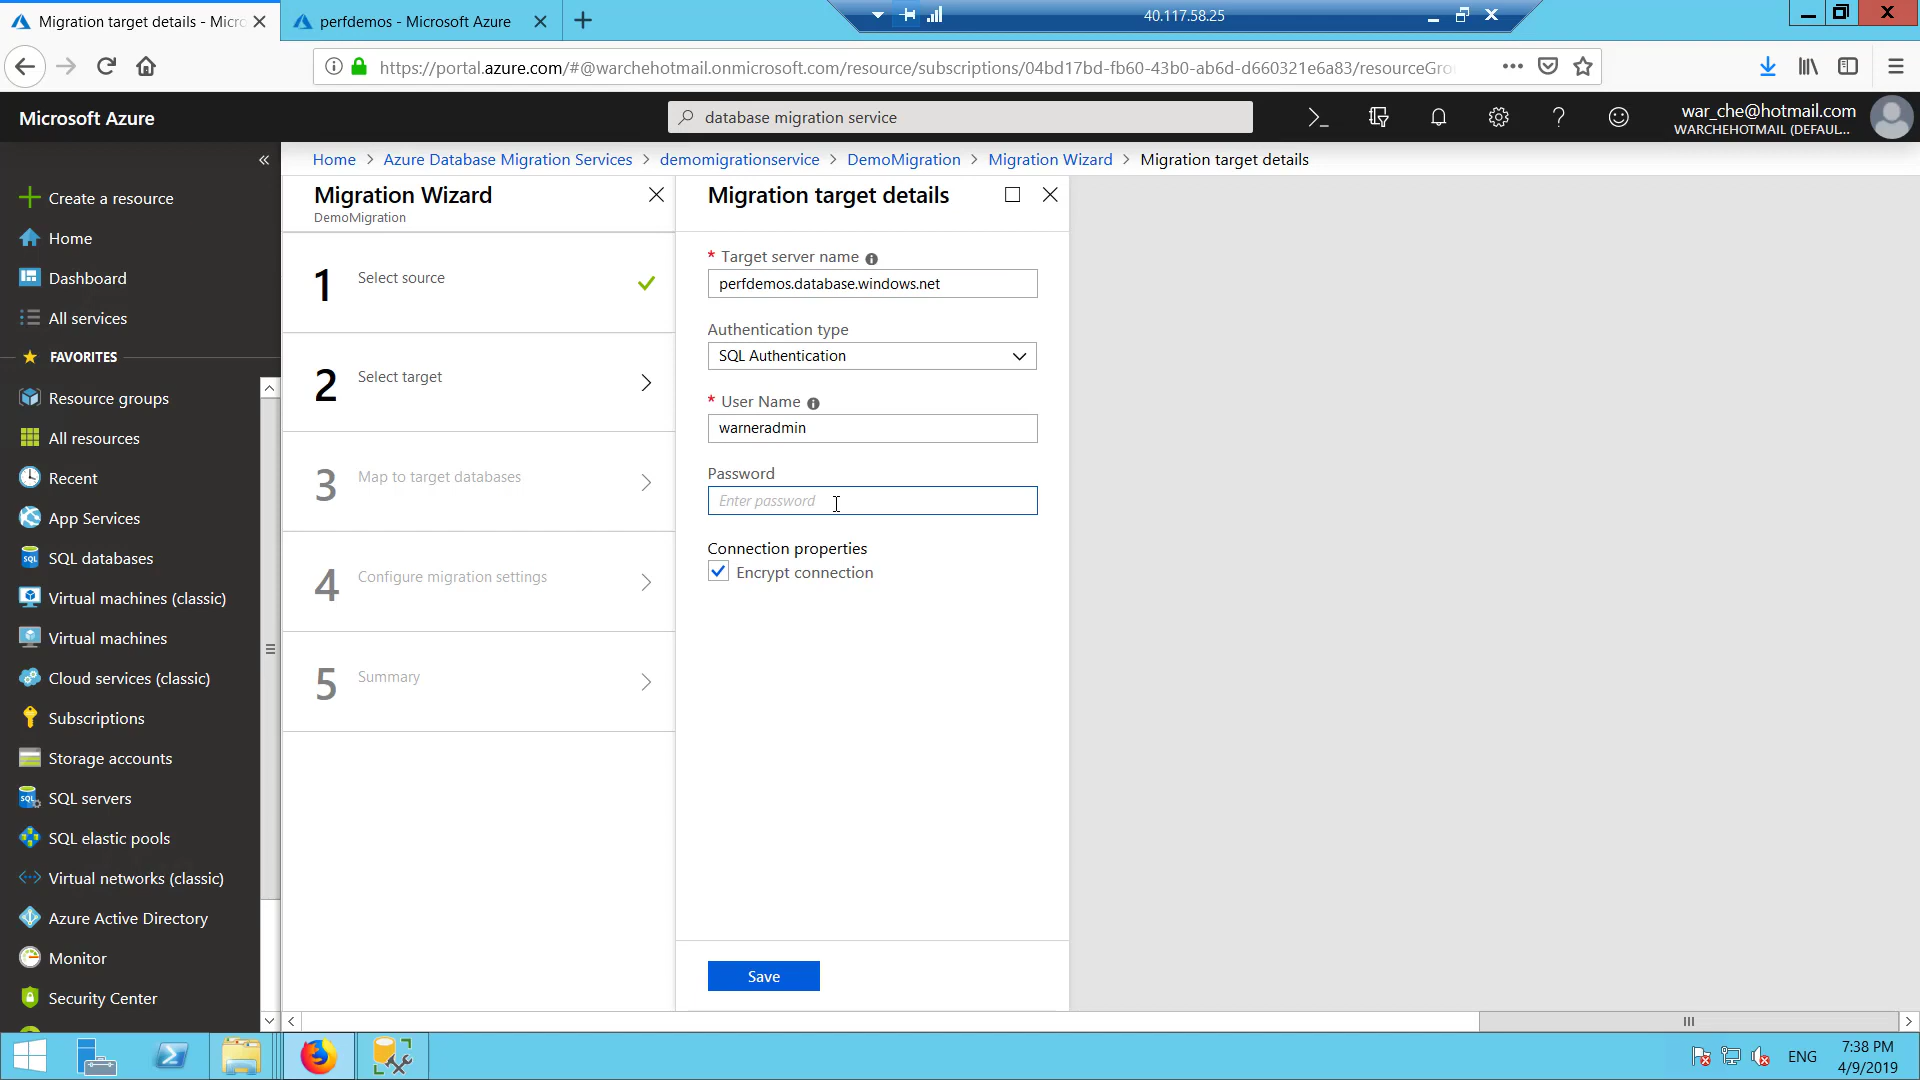 Migration target details - Micro
perfdemos - Microsoft Azure
40.117.58.25
https://portal.azure.com/#@warchehotmail.onmicrosoft.com/resource/subscriptions/04bd17bd-fb60-43b0-ab6d-d660321e6a83/resourceGro
Microsoft Azure
database migration service
war_che@hotmail.com
WARCHEHOTMAIL (DEFAUL...
Home > Azure Database Migration Services > demomigrationservice > DemoMigration > Migration Wizard > Migration target details
Create a resource
Home
Dashboard
All services
FAVORITES
Resource groups
All resources
Recent
App Services
SQL databases
Virtual machines (classic)
Virtual machines
Cloud services (classic)
Subscriptions
Storage accounts
SQL servers
SQL elastic pools
Virtual networks (classic)
Azure Active Directory
Monitor
Security Center
Migration Wizard
DemoMigration
1 Select source
2 Select target
3 Map to target databases
4 Configure migration settings
5 Summary
Migration target details
* Target server name
perfdemos.database.windows.net
Authentication type
SQL Authentication
* User Name
warneradmin
Password
Enter password
Connection properties
Encrypt connection
Save
ENG
7:38 PM
4/9/2019